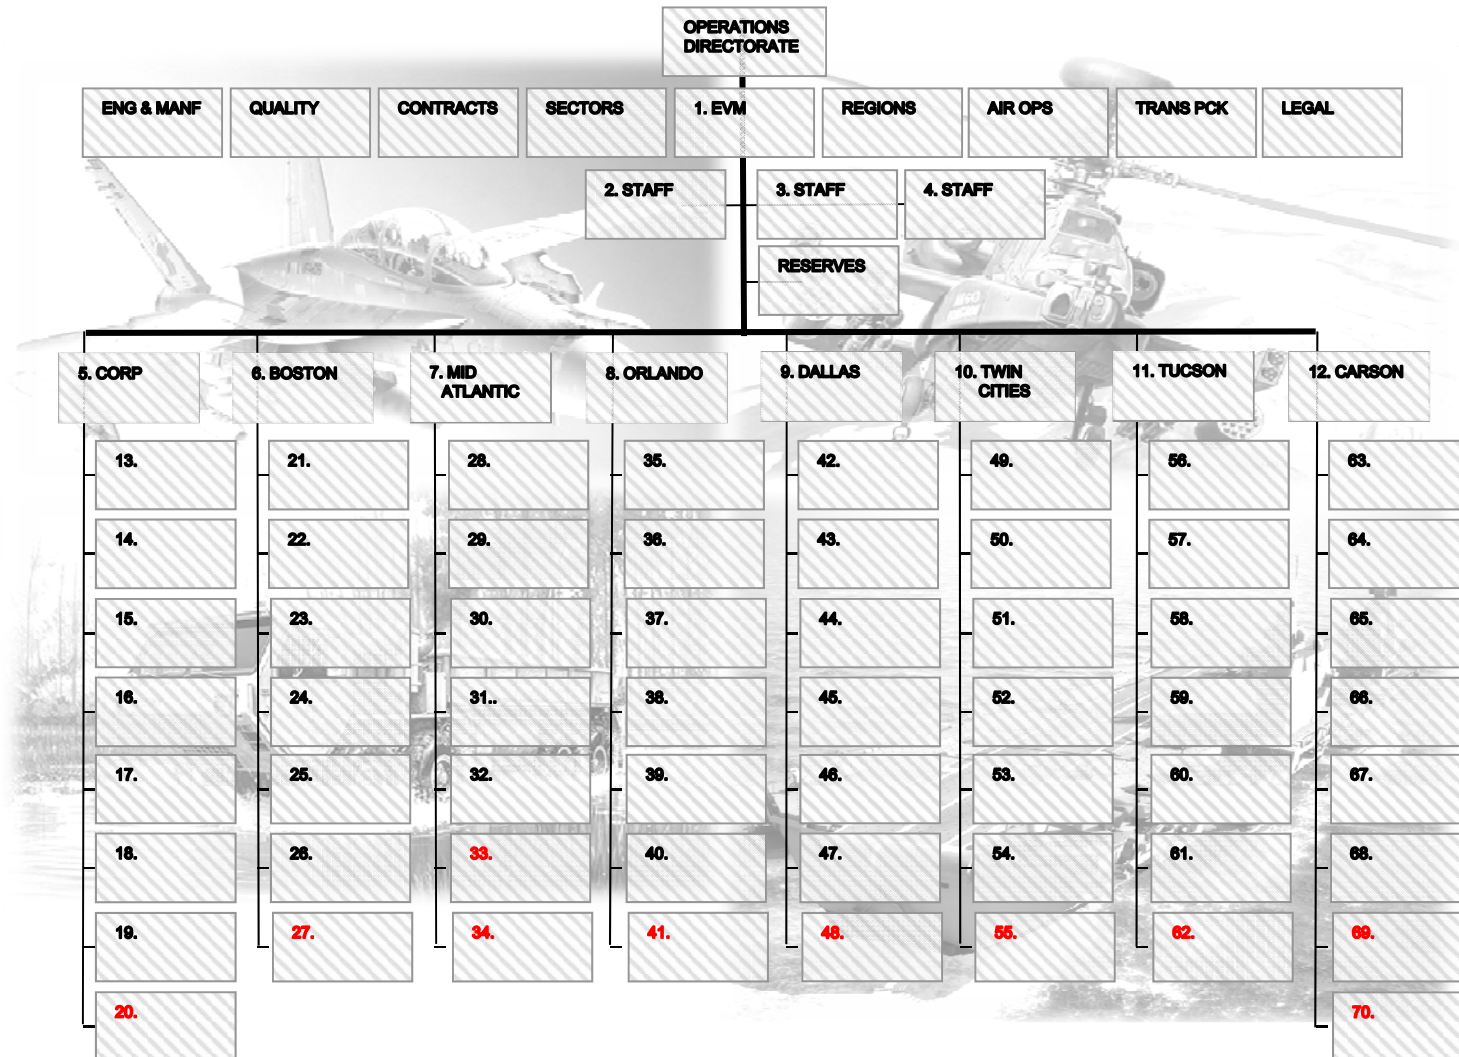 OPERATIONS
DIRECTORATE
ENG & MANF
QUALITY
CONTRACTS
SECTORS
1. EVM
REGIONS
AIR OPS
TRANS PCK
LEGAL
2. STAFF
3. STAFF
4. STAFF
RESERVES
5. CORP
6. BOSTON
7. MID
ATLANTIC
8. ORLANDO
9. DALLAS
10. TWIN
CITIES
11. TUCSON
12. CARSON
13.
21.
28.
35.
42.
49.
56.
63.
14.
22.
29.
36.
43.
50.
57.
64.
15.
23.
30.
37.
44.
51.
58.
65.
16.
24.
31..
38.
45.
52.
59.
66.
17.
25.
32.
39.
46.
53.
60.
67.
18.
26.
33.
40.
47.
54.
61.
68.
19.
27.
34.
41.
48.
55.
62.
69.
20.
70.